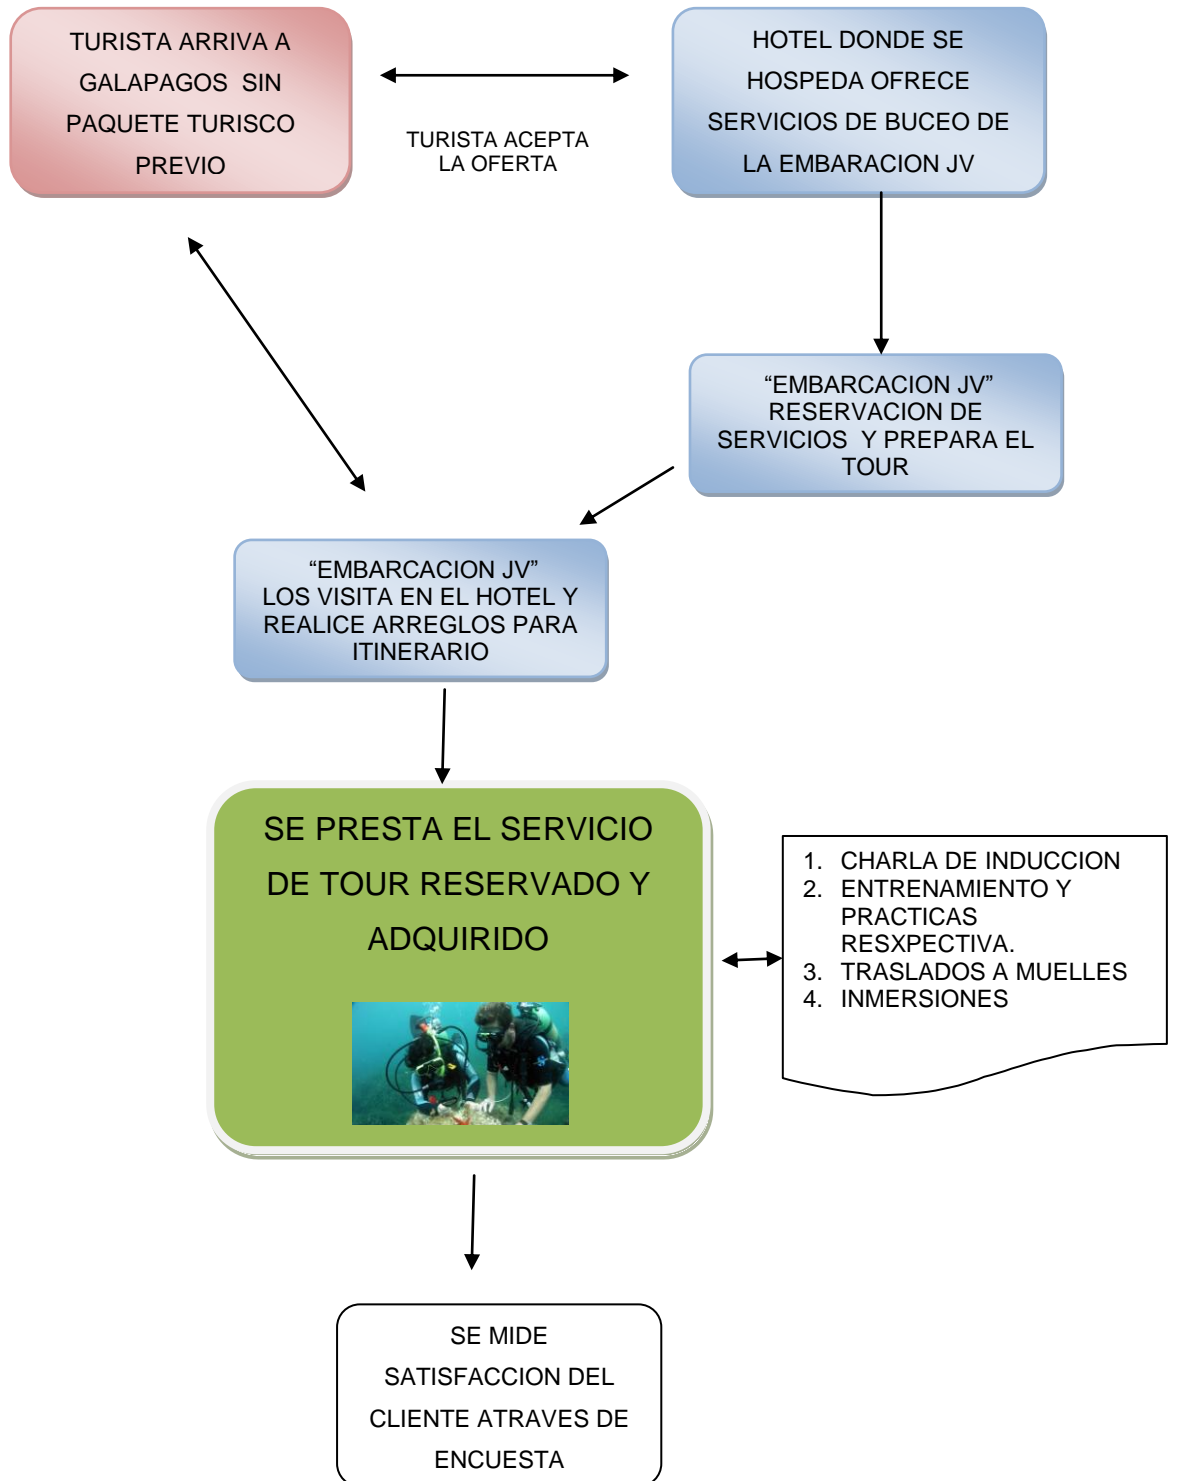 TURISTA ARRIVA A
GALAPAGOS SIN
PAQUETE TURISCO
PREVIO
TURISTA ACEPTA
LA OFERTA
HOTEL DONDE SE
HOSPEDA OFRECE
SERVICIOS DE BUCEO DE
LA EMBARACION JV
“EMBARCACION JV”
RESERVACION DE
SERVICIOS Y PREPARA EL
TOUR
“EMBARCACION JV”
LOS VISITA EN EL HOTEL Y
REALICE ARREGLOS PARA
ITINERARIO
SE PRESTA EL SERVICIO
DE TOUR RESERVADO Y
ADQUIRIDO
1. CHARLA DE INDUCCION
2. ENTRENAMIENTO Y
PRACTICAS
RESXPECTIVA.
3. TRASLADOS A MUELLES
4. INMERSIONES
SE MIDE
SATISFACCION DEL
CLIENTE ATRAVES DE
ENCUESTA